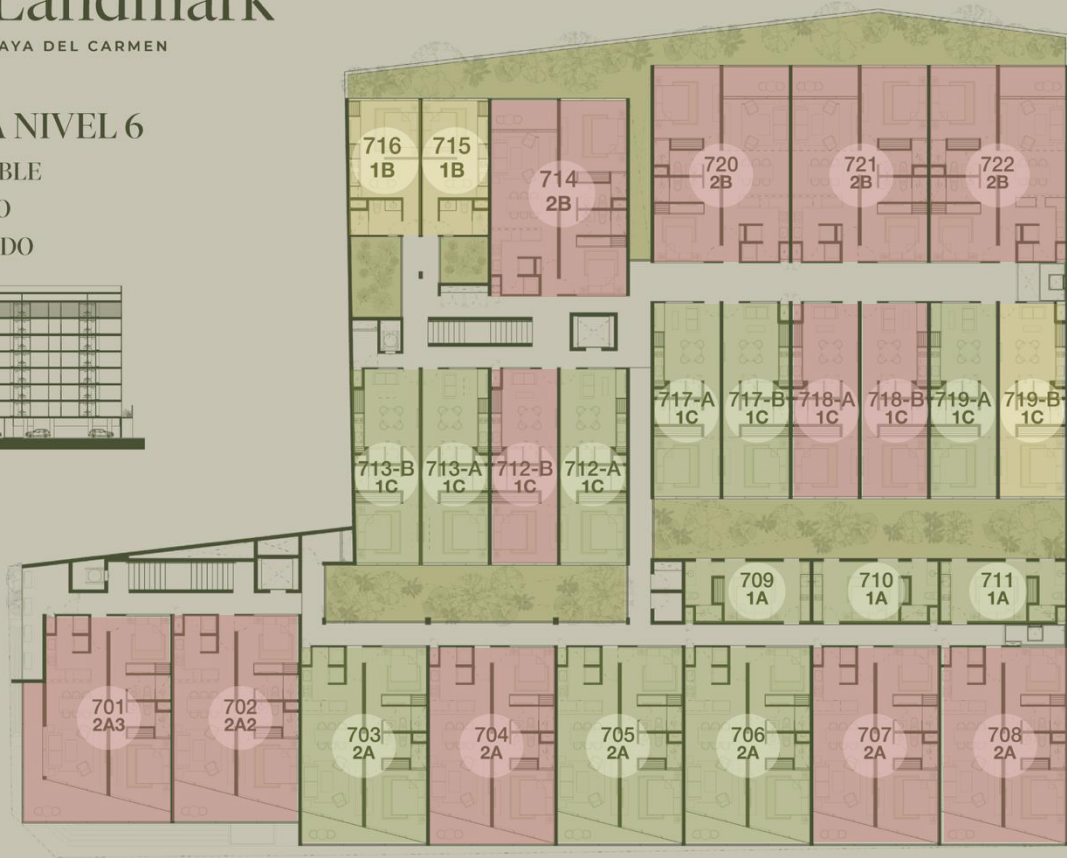 Landmark
AYA DEL CARMEN
A NIVEL 6
BLE
O
DO
716
1B
715
1B
714
2B
720
2B
721
2B
722
2B
717-A
1C
717-B
1C
718-A
1C
718-B
1C
719-A
1C
719-B
1C
713-B
1C
713-A
1C
712-B
1C
712-A
1C
709
1A
710
1A
711
1A
701
2A3
702
2A2
703
2A
704
2A
705
2A
706
2A
707
2A
708
2A